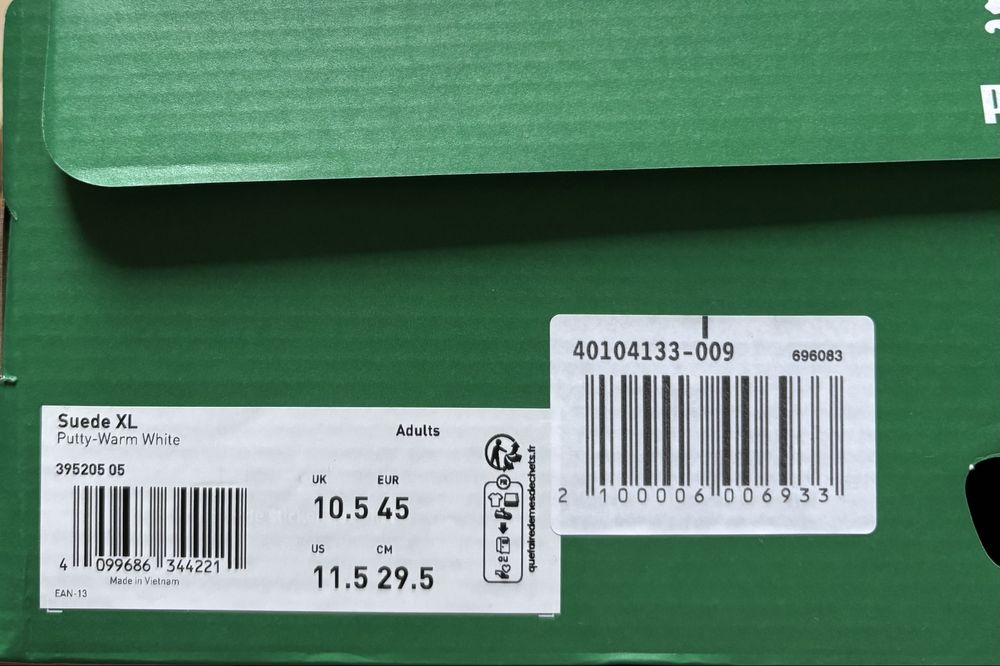 40104133-009
696083
2 100006 006933
Suede XL
Putty-Warm White
Adults
395205 05
UK EUR
10.5 45
US CM
11.5 29.5
4 099686 344221
Made in Vietnam
EAN-13
FR
quefairedemesdechets.fr